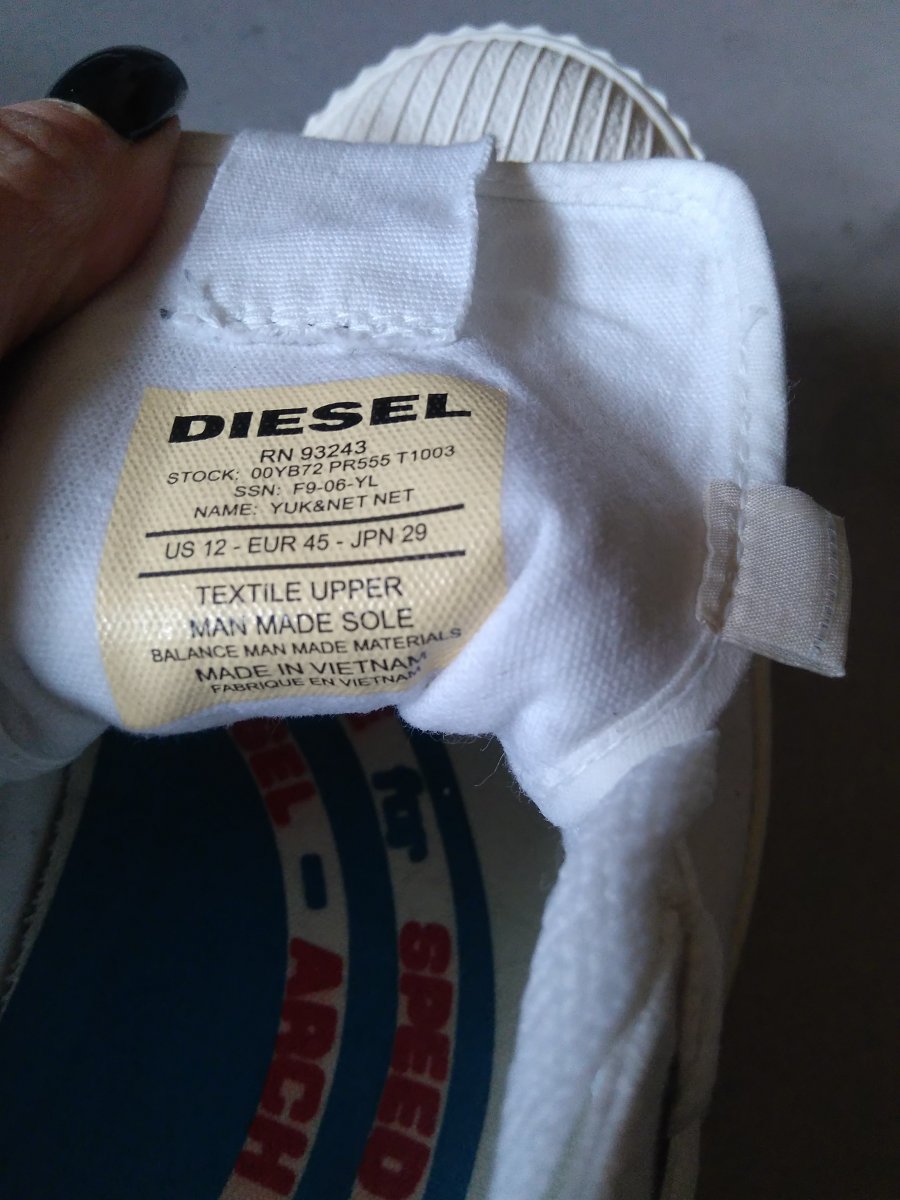 DIESEL
RN 93243
STOCK: 00YB72 PR555 T1003
SSN: F9-06-YL
NAME: YUK&NET NET
US 12 - EUR 45 - JPN 29
TEXTILE UPPER
MAN MADE SOLE
BALANCE MAN MADE MATERIALS
MADE IN VIETNAM
FABRIQUE EN VIETNAM
- ARCH
for SPEED